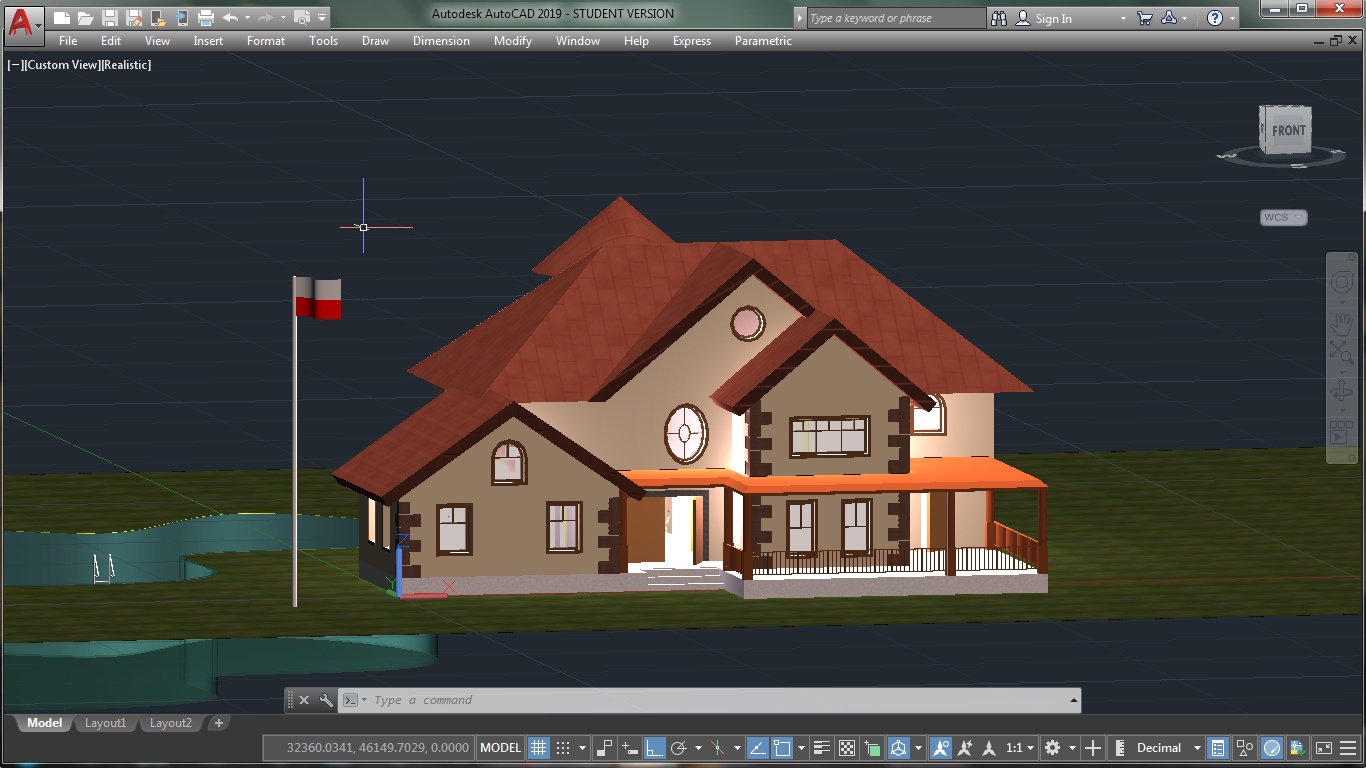 A
Autodesk AutoCAD 2019 - STUDENT VERSION
Type a keyword or phrase
Sign In
File Edit View Insert Format Tools Draw Dimension Modify Window Help Express Parametric
[−][Custom View][Realistic]
FRONT
W S
WCS
Z
Y X
Type a command
Model Layout1 Layout2 +
32360.0341, 46149.7029, 0.0000 MODEL 1:1 Decimal